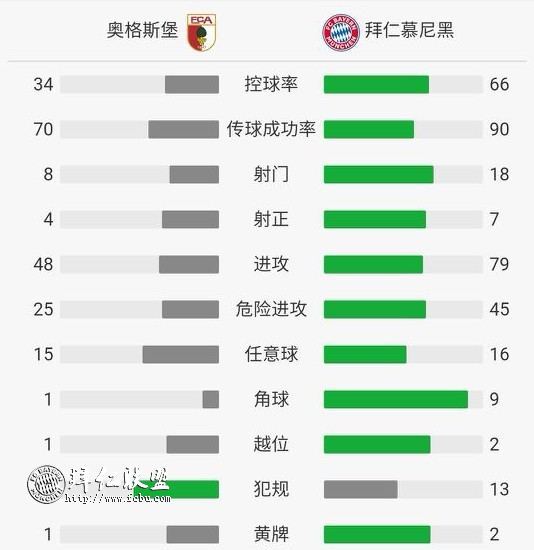 奥格斯堡 FCA FC BAYERN MÜNCHEN 拜仁慕尼黑
34 控球率 66
70 传球成功率 90
8 射门 18
4 射正 7
48 进攻 79
25 危险进攻 45
15 任意球 16
1 角球 9
1 越位 2
拜仁联盟 犯规 13
http://www.fcbu.com
1 黄牌 2